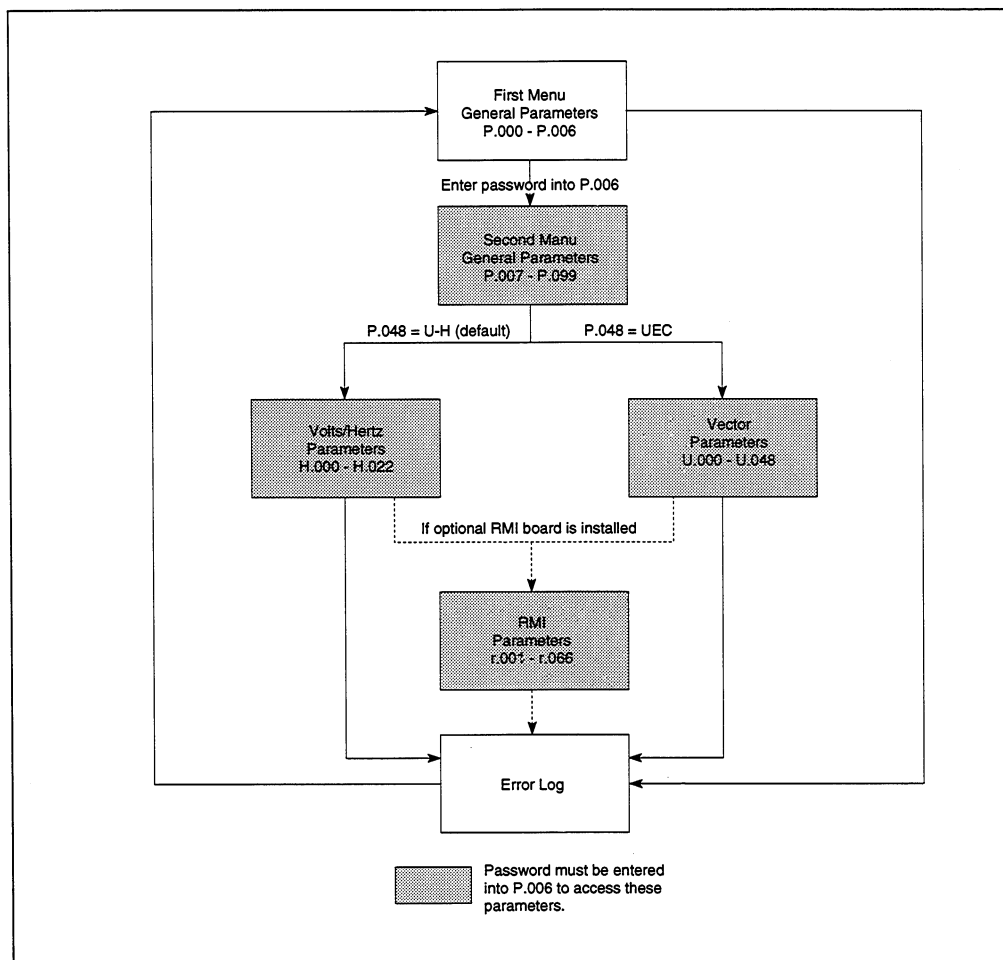 First Menu
General Parameters
P.000 - P.006
Enter password into P.006
Second Manu
General Parameters
P.007 - P.099
P.048 = U-H (default)
P.048 = UEC
Volts/Hertz
Parameters
H.000 - H.022
Vector
Parameters
U.000 - U.048
If optional RMI board is installed
RMI
Parameters
r.001 - r.066
Error Log
Password must be entered
into P.006 to access these
parameters.